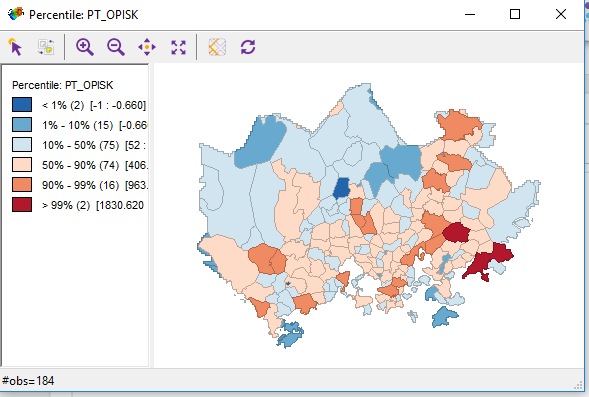 Percentile: PT_OPISK
Percentile: PT_OPISK
< 1% (2) [-1 : -0.660]
1% - 10% (15) [-0.66
10% - 50% (75) [52 :
50% - 90% (74) [406.
90% - 99% (16) [963.
> 99% (2) [1830.620
#obs=184